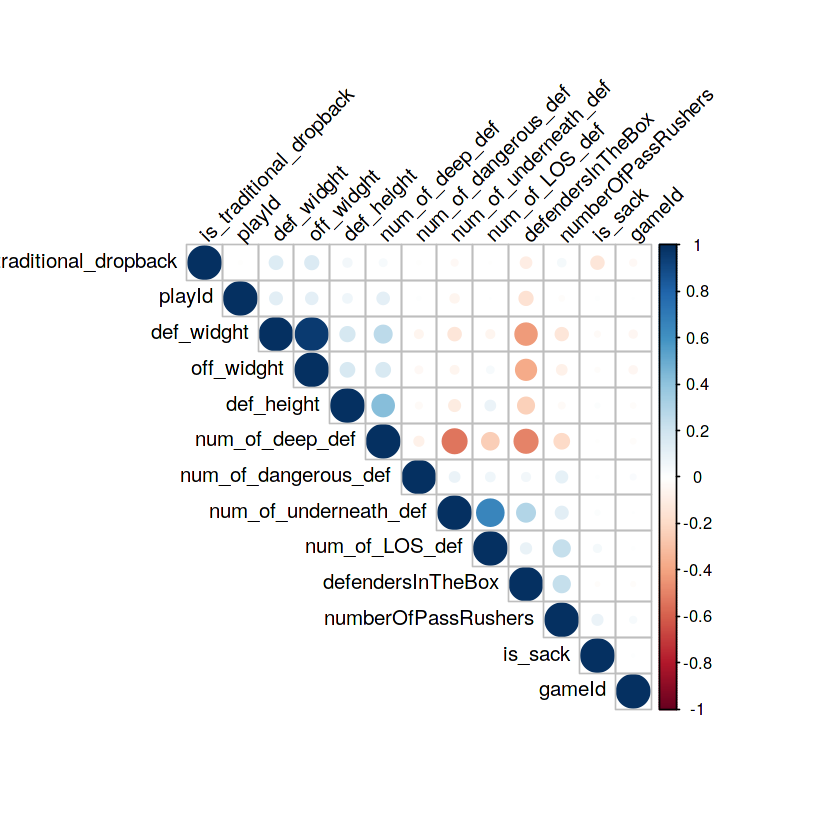 is_traditional_dropback
playId
def_widght
off_widght
def_height
num_of_deep_def
num_of_dangerous_def
num_of_underneath_def
num_of_LOS_def
defendersInTheBox
numberOfPassRushers
is_sack
gameId
traditional_dropback
playId
def_widght
off_widght
def_height
num_of_deep_def
num_of_dangerous_def
num_of_underneath_def
num_of_LOS_def
defendersInTheBox
numberOfPassRushers
is_sack
gameId
1
0.8
0.6
0.4
0.2
0
-0.2
-0.4
-0.6
-0.8
-1